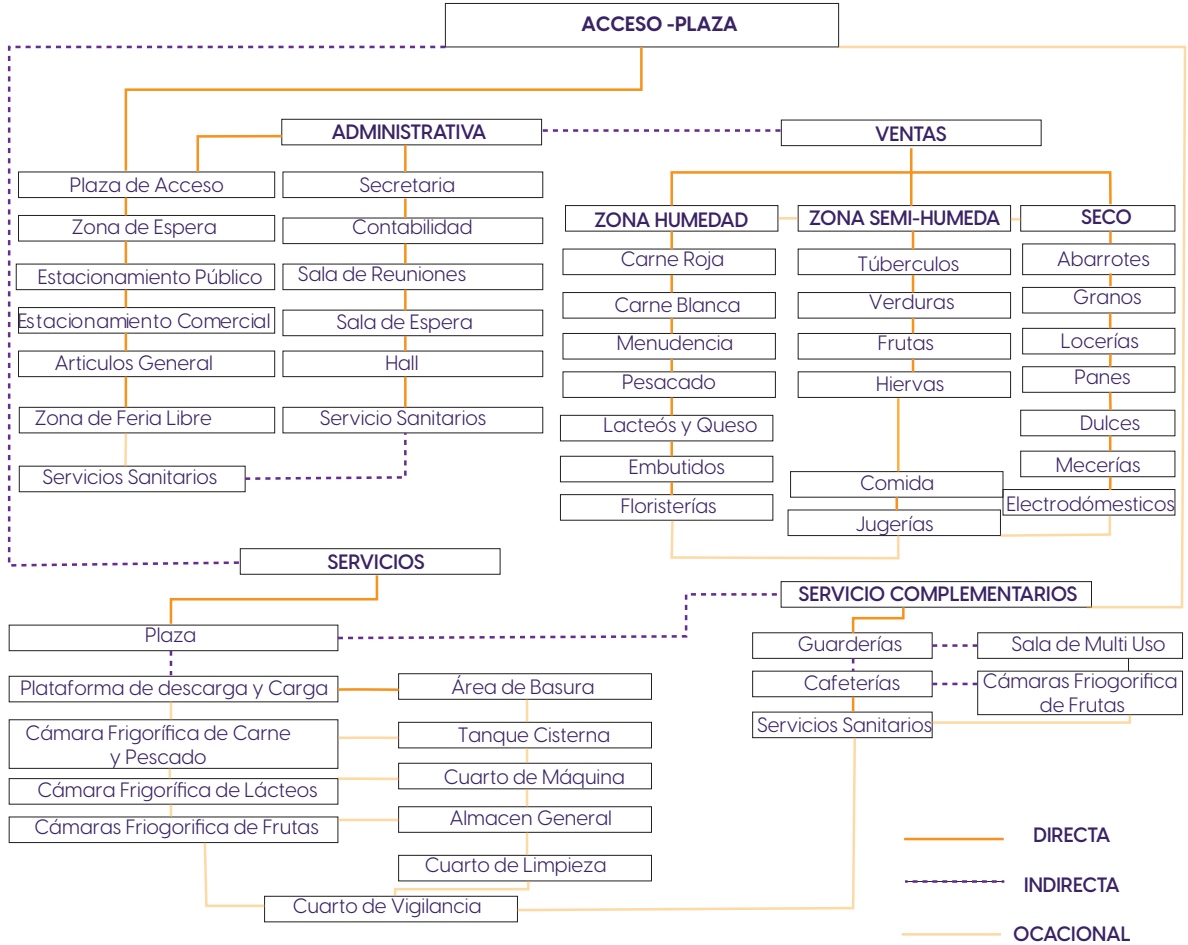 ACCESO -PLAZA
ADMINISTRATIVA
VENTAS
Plaza de Acceso
Zona de Espera
Estacionamiento Público
Estacionamiento Comercial
Articulos General
Zona de Feria Libre
Servicios Sanitarios
Secretaria
Contabilidad
Sala de Reuniones
Sala de Espera
Hall
Servicio Sanitarios
ZONA HUMEDAD
Carne Roja
Carne Blanca
Menudencia
Pesacado
Lacteós y Queso
Embutidos
Floristerías
ZONA SEMI-HUMEDA
Túberculos
Verduras
Frutas
Hiervas
Comida
Jugerías
SECO
Abarrotes
Granos
Locerías
Panes
Dulces
Mecerías
Electrodómesticos
SERVICIOS
Plaza
Plataforma de descarga y Carga
Cámara Frigorífica de Carne
y Pescado
Cámara Frigorífica de Lácteos
Cámaras Friogorifica de Frutas
Área de Basura
Tanque Cisterna
Cuarto de Máquina
Almacen General
Cuarto de Limpieza
Cuarto de Vigilancia
SERVICIO COMPLEMENTARIOS
Guarderías
Cafeterías
Servicios Sanitarios
Sala de Multi Uso
Cámaras Friogorifica
de Frutas
DIRECTA
INDIRECTA
OCACIONAL